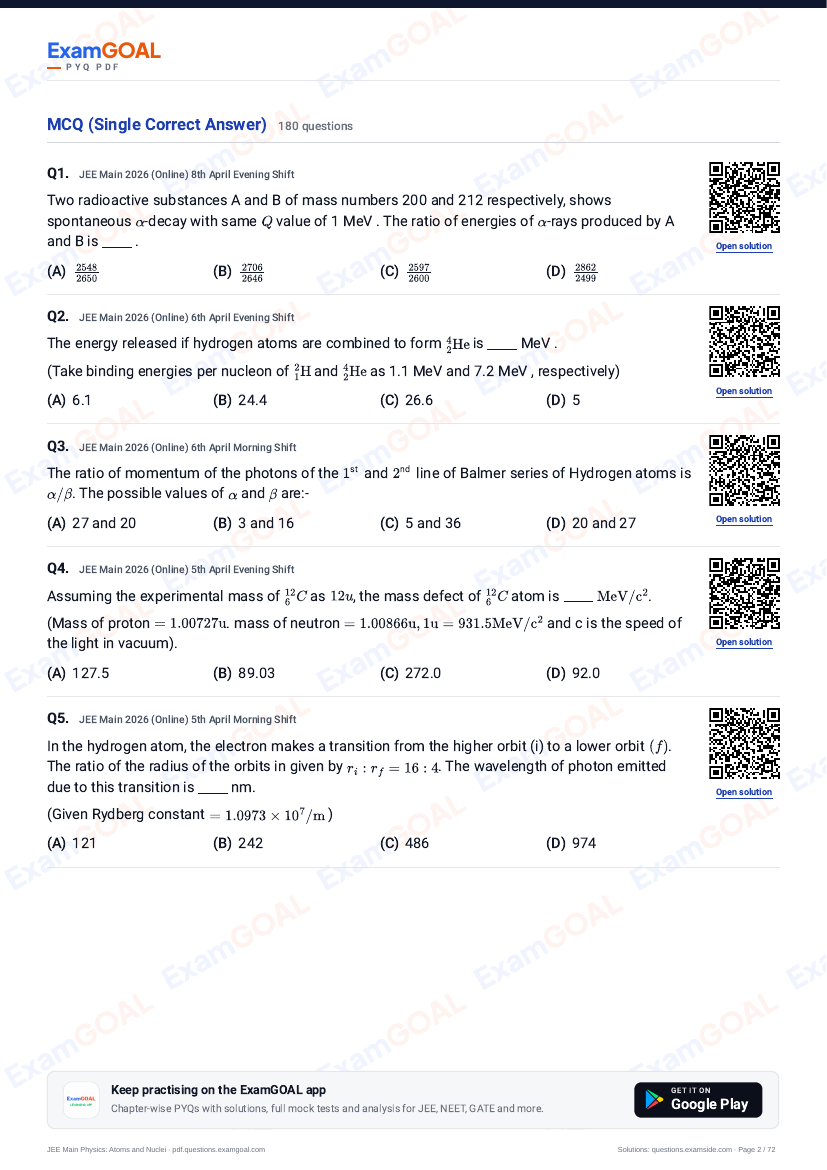 ExamGOAL
PYQ PDF
MCQ (Single Correct Answer) 180 questions
Q1. JEE Main 2026 (Online) 8th April Evening Shift
Two radioactive substances A and B of mass numbers 200 and 212 respectively, shows
spontaneous α-decay with same Q value of 1 MeV . The ratio of energies of α-rays produced by A
and B is ____ .
(A) 2548/2650 (B) 2706/2646 (C) 2597/2600 (D) 2862/2499
Open solution
Q2. JEE Main 2026 (Online) 6th April Evening Shift
The energy released if hydrogen atoms are combined to form ⁴₂He is ____ MeV .
(Take binding energies per nucleon of ²₁H and ⁴₂He as 1.1 MeV and 7.2 MeV , respectively)
(A) 6.1 (B) 24.4 (C) 26.6 (D) 5
Open solution
Q3. JEE Main 2026 (Online) 6th April Morning Shift
The ratio of momentum of the photons of the 1ˢᵗ and 2ⁿᵈ line of Balmer series of Hydrogen atoms is
α/β. The possible values of α and β are:-
(A) 27 and 20 (B) 3 and 16 (C) 5 and 36 (D) 20 and 27
Open solution
Q4. JEE Main 2026 (Online) 5th April Evening Shift
Assuming the experimental mass of ¹²₆C as 12u, the mass defect of ¹²₆C atom is ____ MeV/c².
(Mass of proton = 1.00727u. mass of neutron = 1.00866u, 1u = 931.5MeV/c² and c is the speed of
the light in vacuum).
(A) 127.5 (B) 89.03 (C) 272.0 (D) 92.0
Open solution
Q5. JEE Main 2026 (Online) 5th April Morning Shift
In the hydrogen atom, the electron makes a transition from the higher orbit (i) to a lower orbit (f).
The ratio of the radius of the orbits in given by rᵢ : r_f = 16 : 4. The wavelength of photon emitted
due to this transition is ____ nm.
(Given Rydberg constant = 1.0973 × 10⁷/m )
(A) 121 (B) 242 (C) 486 (D) 974
Open solution
ExamGOAL
Keep practising on the ExamGOAL app
Chapter-wise PYQs with solutions, full mock tests and analysis for JEE, NEET, GATE and more.
GET IT ON
Google Play
JEE Main Physics: Atoms and Nuclei · pdf.questions.examgoal.com
Solutions: questions.examside.com · Page 2 / 72